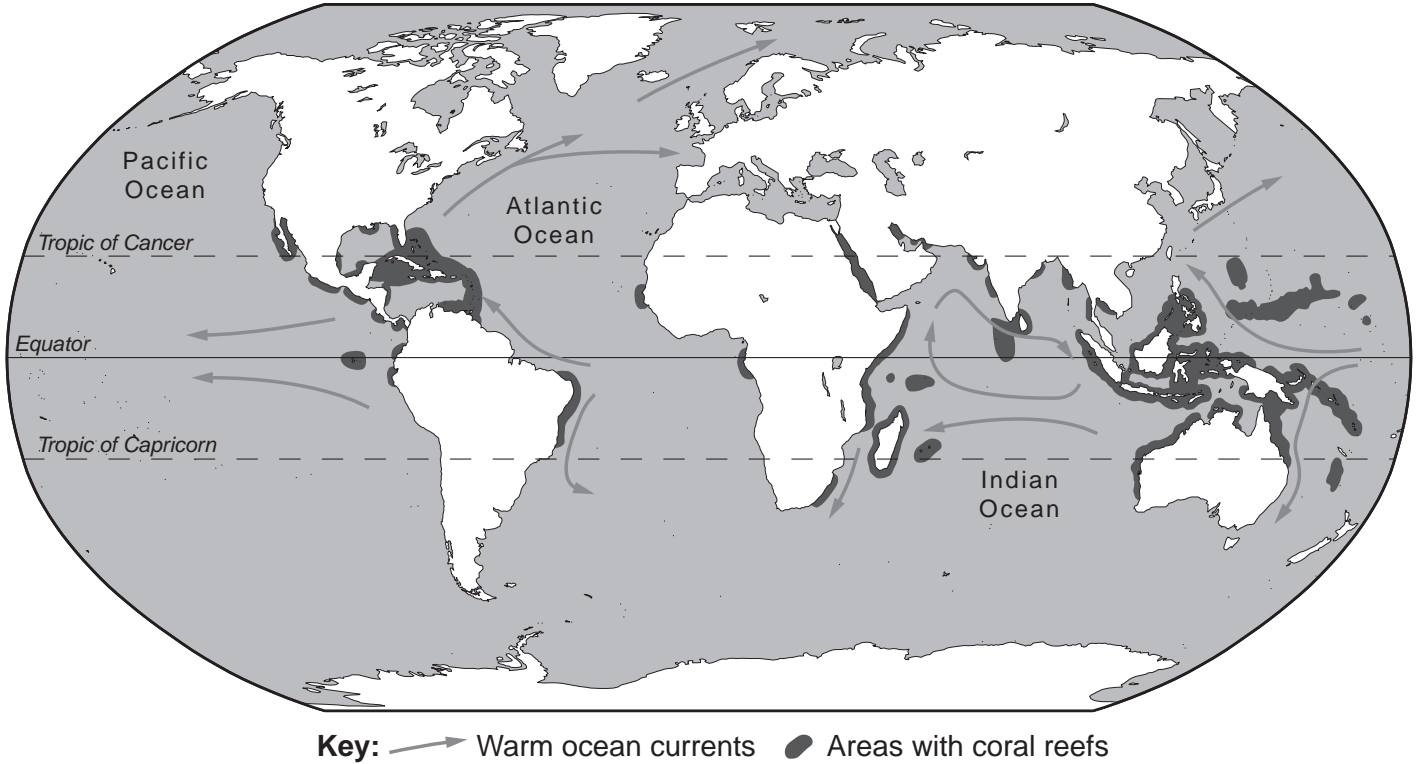 Pacific
Ocean
Atlantic
Ocean
Tropic of Cancer
Equator
Tropic of Capricorn
Indian
Ocean
Key: Warm ocean currents Areas with coral reefs